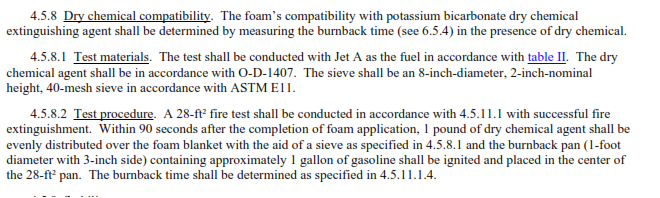 4.5.8 Dry chemical compatibility. The foam's compatibility with potassium bicarbonate dry chemical
extinguishing agent shall be determined by measuring the burnback time (see 6.5.4) in the presence of dry chemical.
4.5.8.1 Test materials. The test shall be conducted with Jet A as the fuel in accordance with table II. The dry
chemical agent shall be in accordance with O-D-1407. The sieve shall be an 8-inch-diameter, 2-inch-nominal
height, 40-mesh sieve in accordance with ASTM E11.
4.5.8.2 Test procedure. A 28-ft² fire test shall be conducted in accordance with 4.5.11.1 with successful fire
extinguishment. Within 90 seconds after the completion of foam application, 1 pound of dry chemical agent shall be
evenly distributed over the foam blanket with the aid of a sieve as specified in 4.5.8.1 and the burnback pan (1-foot
diameter with 3-inch side) containing approximately 1 gallon of gasoline shall be ignited and placed in the center of
the 28-ft² pan. The burnback time shall be determined as specified in 4.5.11.1.4.